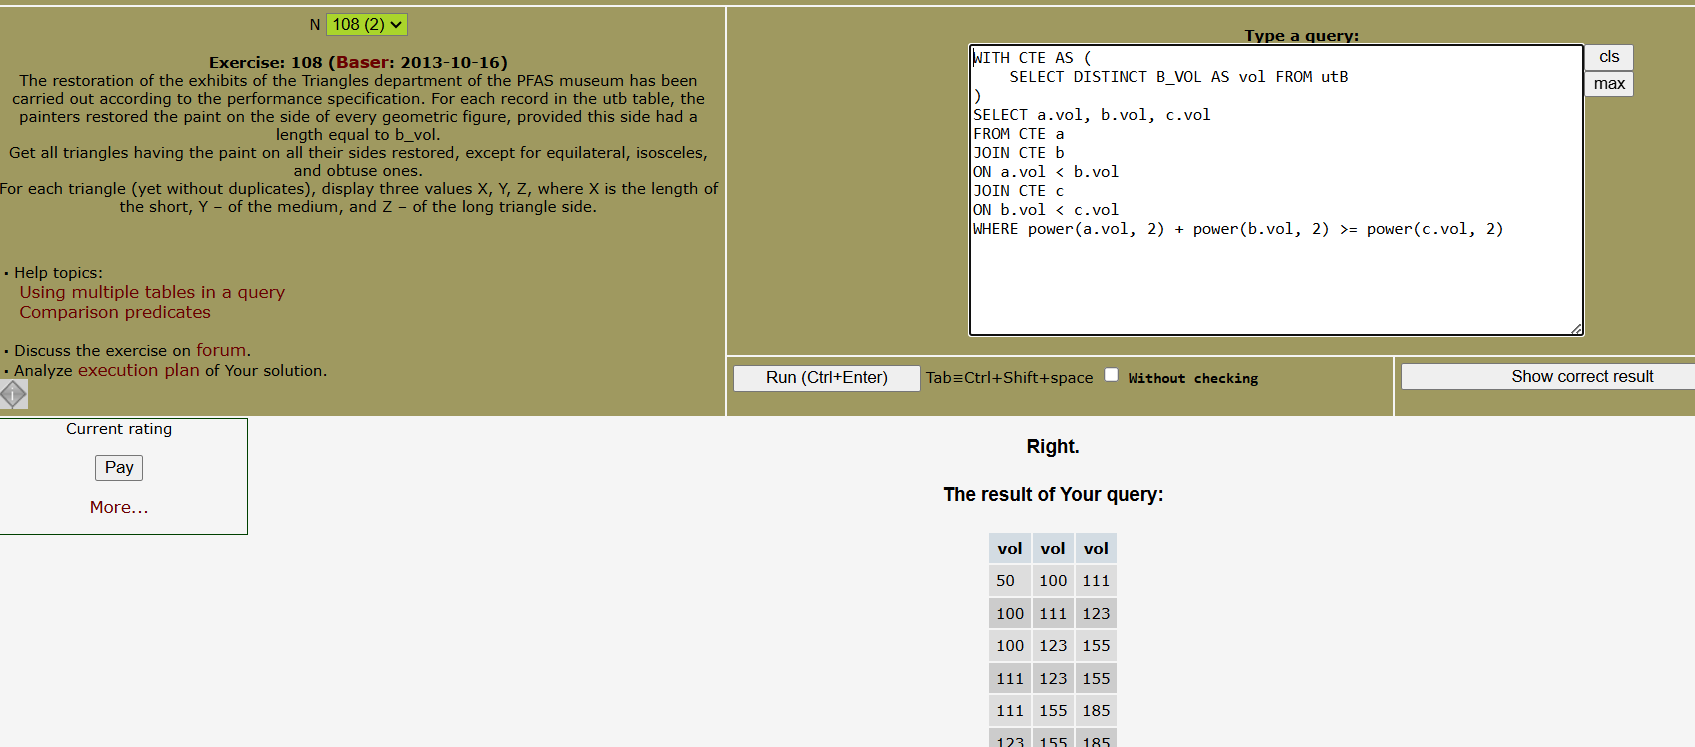 N 108 (2)
Exercise: 108 (Baser: 2013-10-16)
The restoration of the exhibits of the Triangles department of the PFAS museum has been
carried out according to the performance specification. For each record in the utb table, the
painters restored the paint on the side of every geometric figure, provided this side had a
length equal to b_vol.
Get all triangles having the paint on all their sides restored, except for equilateral, isosceles,
and obtuse ones.
For each triangle (yet without duplicates), display three values X, Y, Z, where X is the length of
the short, Y – of the medium, and Z – of the long triangle side.
· Help topics:
Using multiple tables in a query
Comparison predicates
· Discuss the exercise on forum.
· Analyze execution plan of Your solution.
Type a query:
WITH CTE AS (
    SELECT DISTINCT B_VOL AS vol FROM utB
)
SELECT a.vol, b.vol, c.vol
FROM CTE a
JOIN CTE b
ON a.vol < b.vol
JOIN CTE c
ON b.vol < c.vol
WHERE power(a.vol, 2) + power(b.vol, 2) >= power(c.vol, 2)
cls
max
Run (Ctrl+Enter) Tab≡Ctrl+Shift+space Without checking
Show correct result
Current rating
Pay
More...
Right.
The result of Your query:
vol vol vol
50 100 111
100 111 123
100 123 155
111 123 155
111 155 185
123 155 185